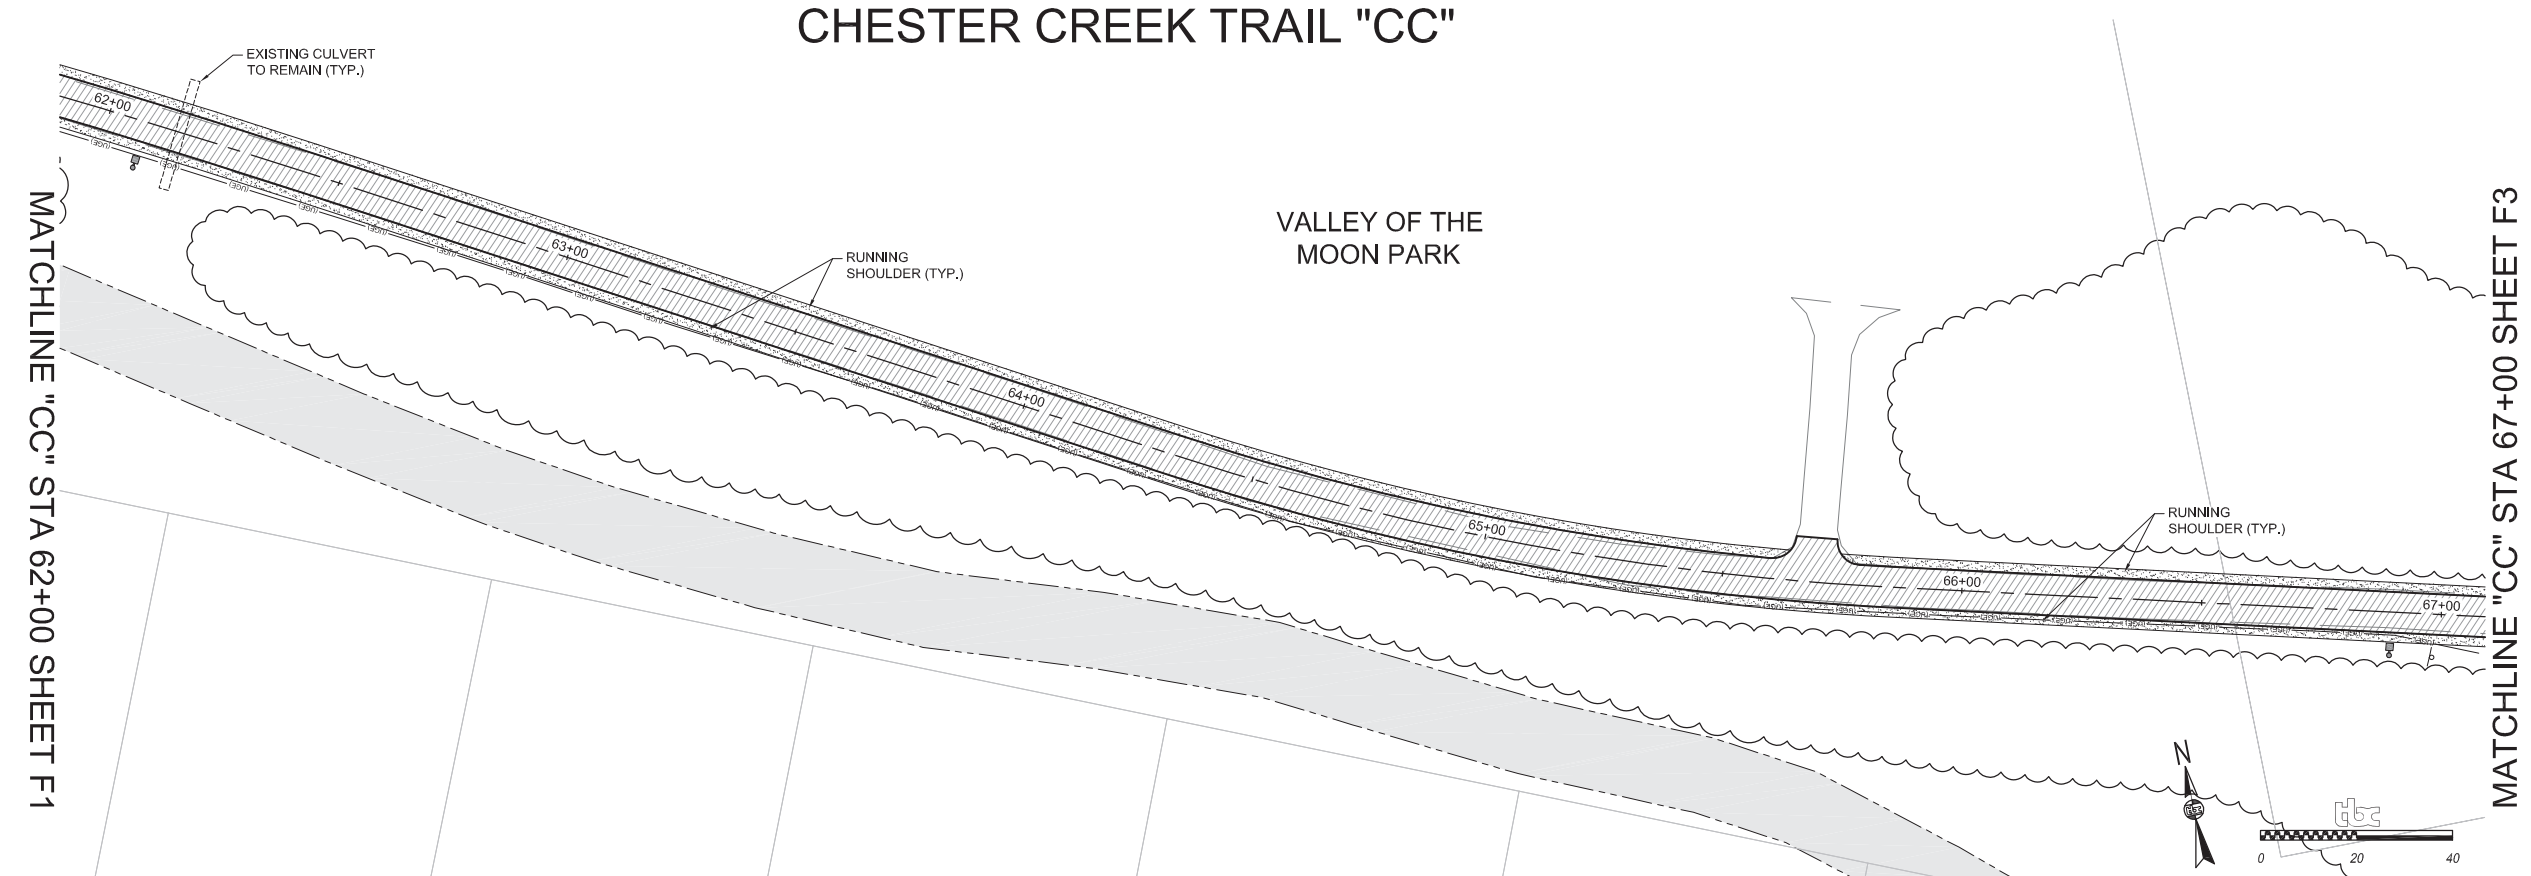 CHESTER CREEK TRAIL "CC"
EXISTING CULVERT
TO REMAIN (TYP.)
62+00
MATCHLINE "CC" STA 62+00 SHEET F1
63+00
RUNNING
SHOULDER (TYP.)
VALLEY OF THE
MOON PARK
64+00
65+00
66+00
RUNNING
SHOULDER (TYP.)
67+00
MATCHLINE "CC" STA 67+00 SHEET F3
(UGE)
N
tbc
0 20 40